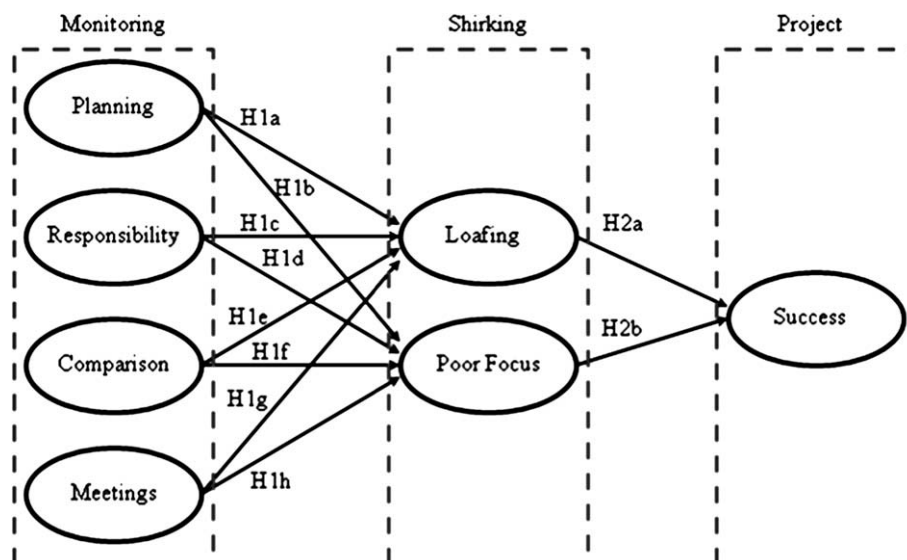 Monitoring
Shirking
Project
Planning
H1a
H1b
Responsibility
H1c
H1d
Loafing
H2a
Success
H1e
H1f
H2b
Comparison
Poor Focus
H1g
H1h
Meetings